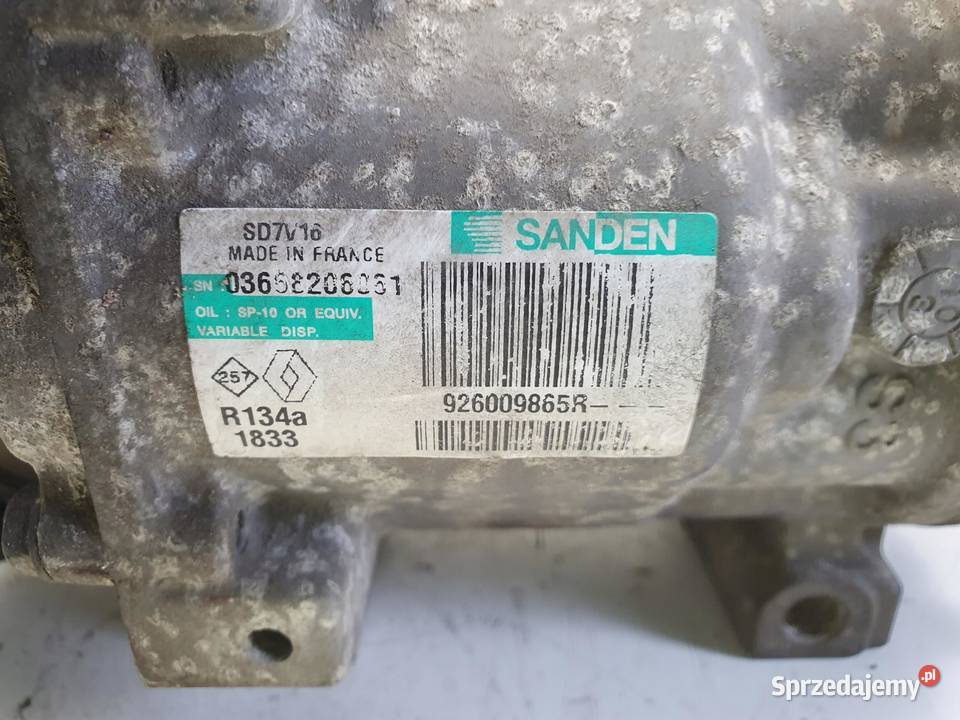 SD7V16
MADE IN FRANCE
SANDEN
SN
OIL : SP-10 OR EQUIV.
VARIABLE DISP.
257
R134a
1833
926009865R- - - -
Sprzedajemy.pl